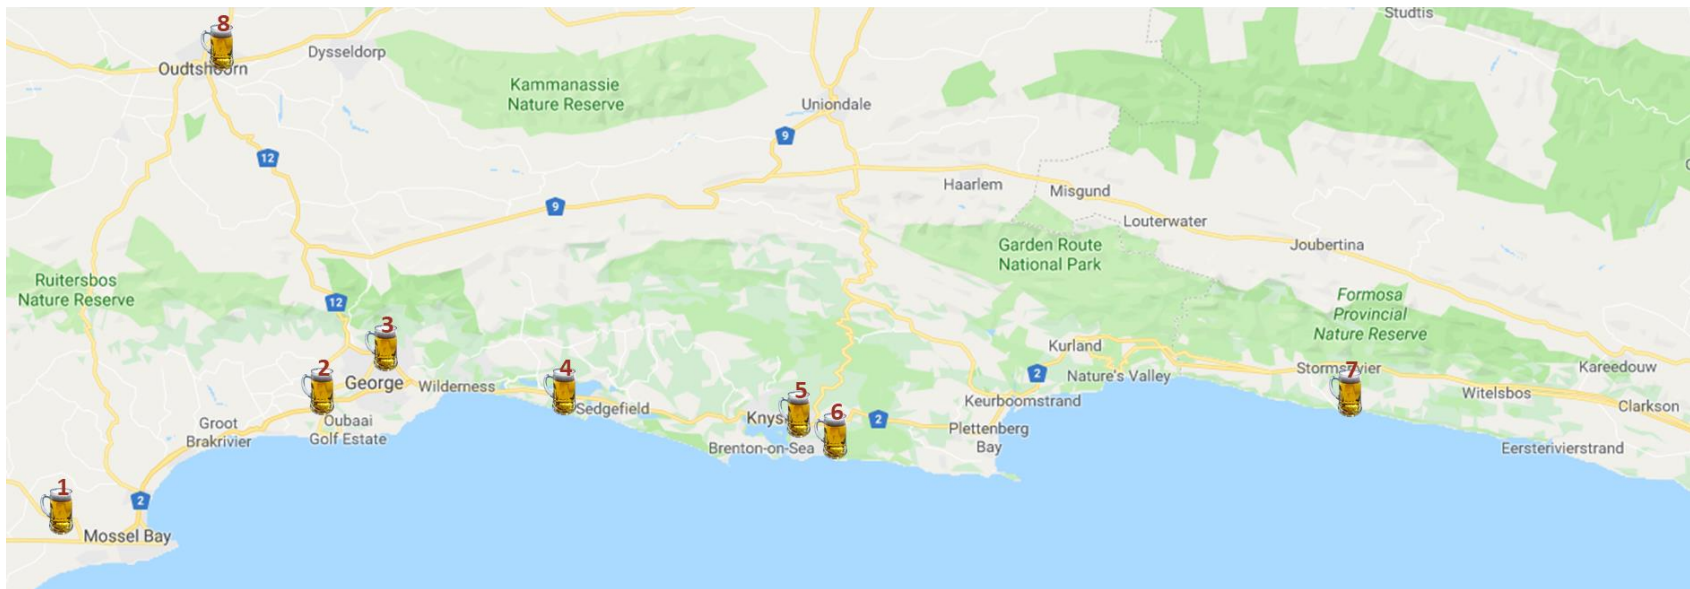 8
Studtis
Dysseldorp
Oudtshoorn
Kammanassie
Nature Reserve
Uniondale
9
12
Haarlem
Misgund
9
Louterwater
Garden Route
National Park
Joubertina
Ruitersbos
Nature Reserve
12
Formosa
Provincial
Nature Reserve
3
Kurland
2
4
George
Wilderness
2
Nature's Valley
7
Kareedouw
5
Sedgefield
Keurboomstrand
Witelsbos
Clarkson
Groot
Brakrivier
Oubaai
Golf Estate
6
2
Plettenberg
Bay
Brenton-on-Sea
Eersterivierstrand
1
2
Mossel Bay